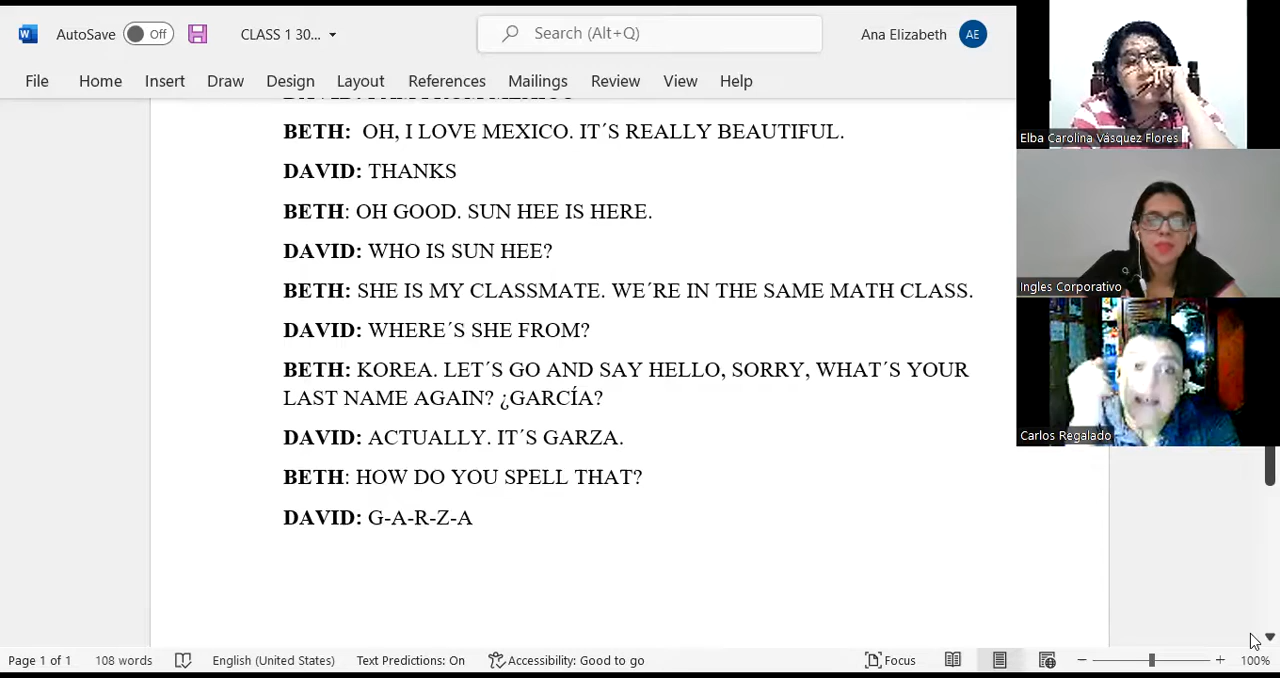 AutoSave Off CLASS 1 30... Search (Alt+Q) Ana Elizabeth AE
File Home Insert Draw Design Layout References Mailings Review View Help
BETH: OH, I LOVE MEXICO. IT´S REALLY BEAUTIFUL.
DAVID: THANKS
BETH: OH GOOD. SUN HEE IS HERE.
DAVID: WHO IS SUN HEE?
BETH: SHE IS MY CLASSMATE. WE´RE IN THE SAME MATH CLASS.
DAVID: WHERE´S SHE FROM?
BETH: KOREA. LET´S GO AND SAY HELLO, SORRY, WHAT´S YOUR
LAST NAME AGAIN? ¿GARCÍA?
DAVID: ACTUALLY. IT´S GARZA.
BETH: HOW DO YOU SPELL THAT?
DAVID: G-A-R-Z-A
Elba Carolina Vásquez Flores
Ingles Corporativo
Carlos Regalado
Page 1 of 1 108 words English (United States) Text Predictions: On Accessibility: Good to go Focus 100%